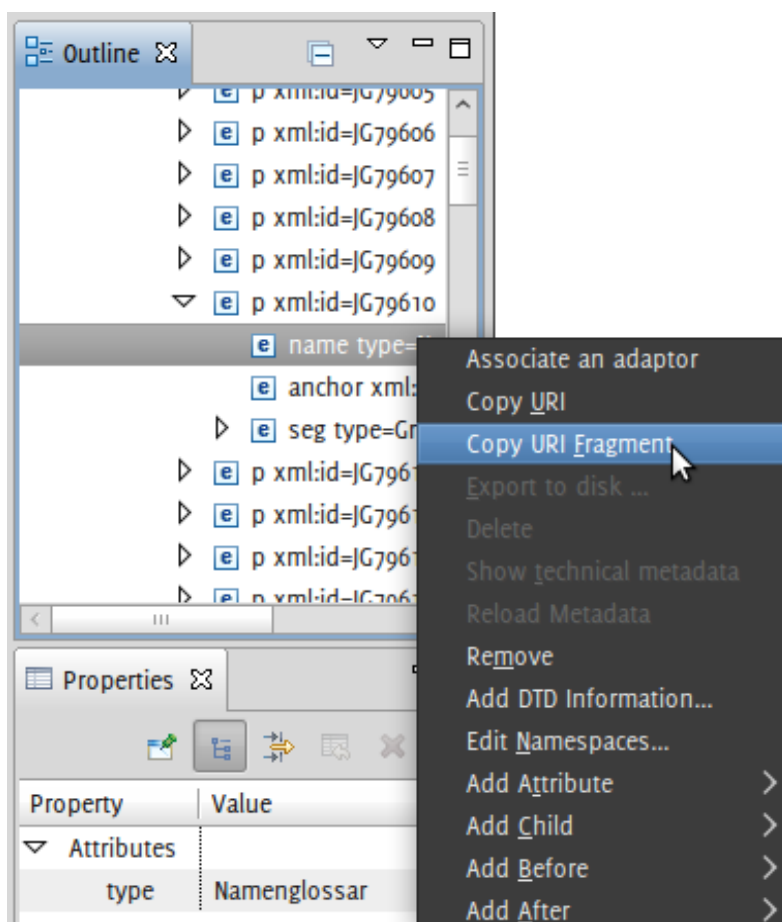 Outline
p xml:id=JG79605
p xml:id=JG79606
p xml:id=JG79607
p xml:id=JG79608
p xml:id=JG79609
p xml:id=JG79610
name type=
anchor xml:
seg type=Gr
p xml:id=JG7961
p xml:id=JG7961
p xml:id=JG7961
p xml:id=JG7961
Associate an adaptor
Copy URI
Copy URI Fragment
Export to disk ...
Delete
Show technical metadata
Reload Metadata
Remove
Add DTD Information...
Edit Namespaces...
Add Attribute
Add Child
Add Before
Add After
Properties
Property Value
Attributes
type Namenglossar